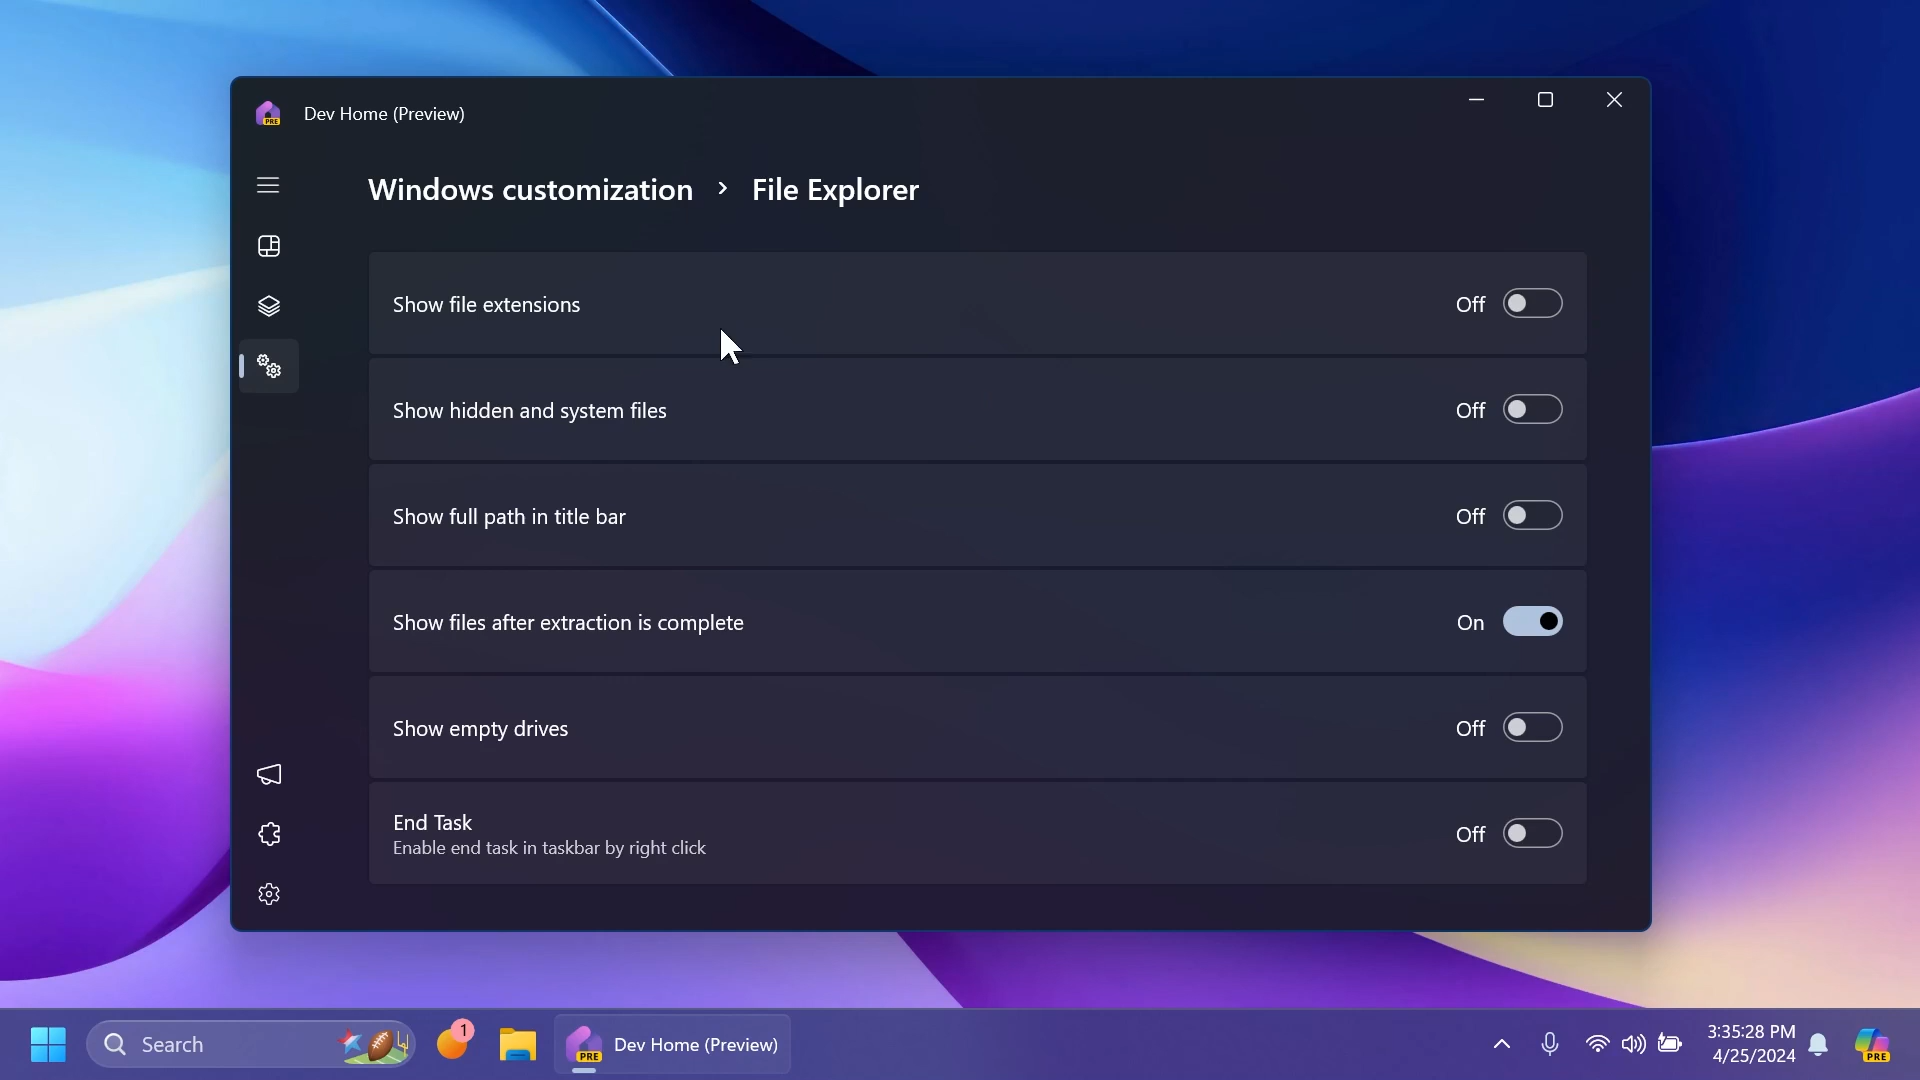 Dev Home (Preview)
Windows customization > File Explorer
Show file extensions Off
Show hidden and system files Off
Show full path in title bar Off
Show files after extraction is complete On
Show empty drives Off
End Task
Enable end task in taskbar by right click Off
Search
1
PRE
Dev Home (Preview)
3:35:28 PM
4/25/2024
PRE